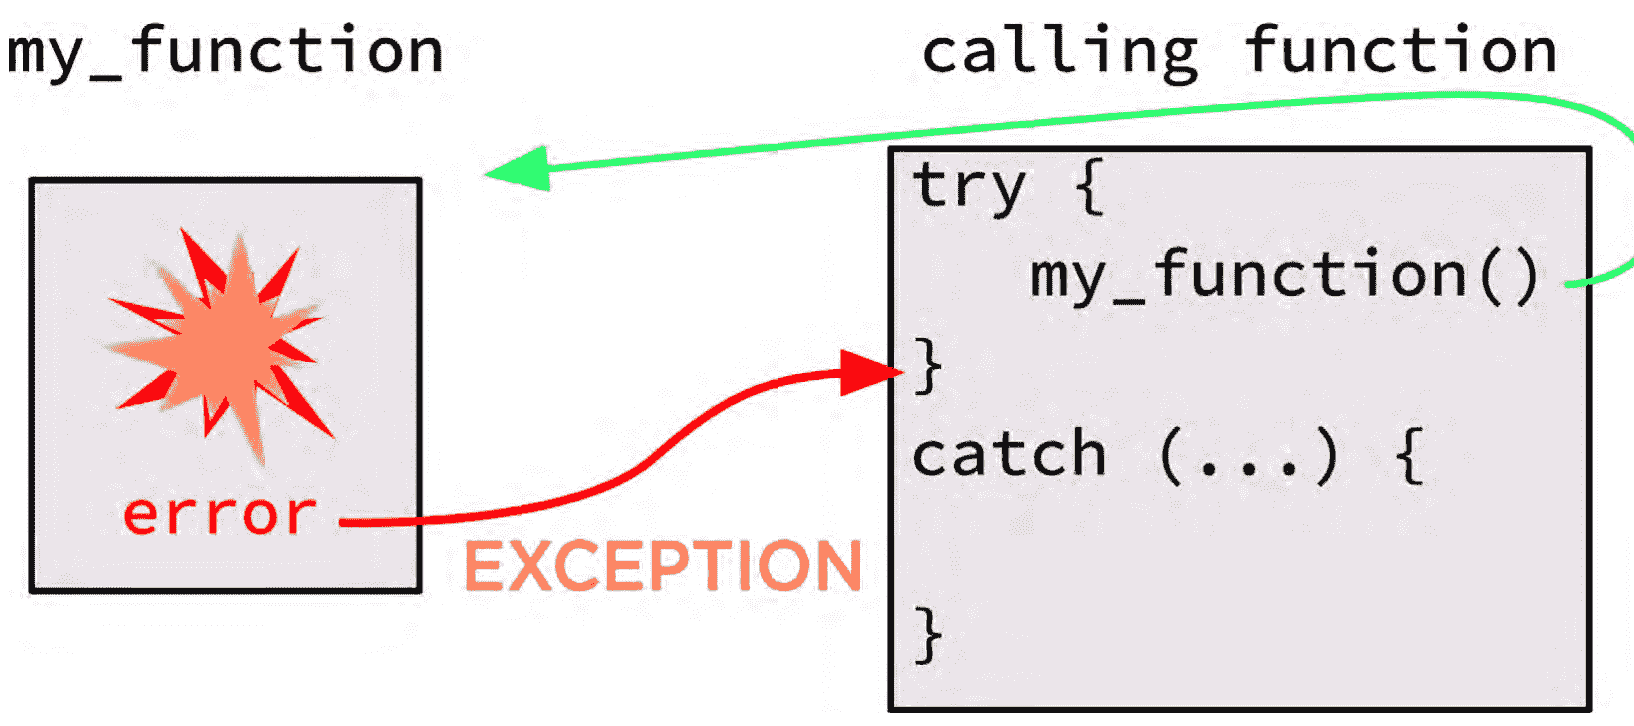 my_function
error
EXCEPTION
calling function
try {
my_function()
}
catch (...) {
}